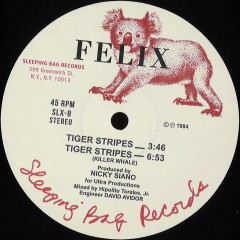 SLEEPING BAG RECORDS
399 Greenwich St.
N.Y., N.Y. 10013
FELIX
45 RPM
SLX-8
STEREO
℗ 1984
TIGER STRIPES — 3:46
TIGER STRIPES — 6:53
(KILLER WHALE)
Produced by
NICKY SIANO
for Ultra Productions
Mixed by Hipolito Torales, Jr.
Engineer DAVID AVIDOR
Sleeping Bag Records